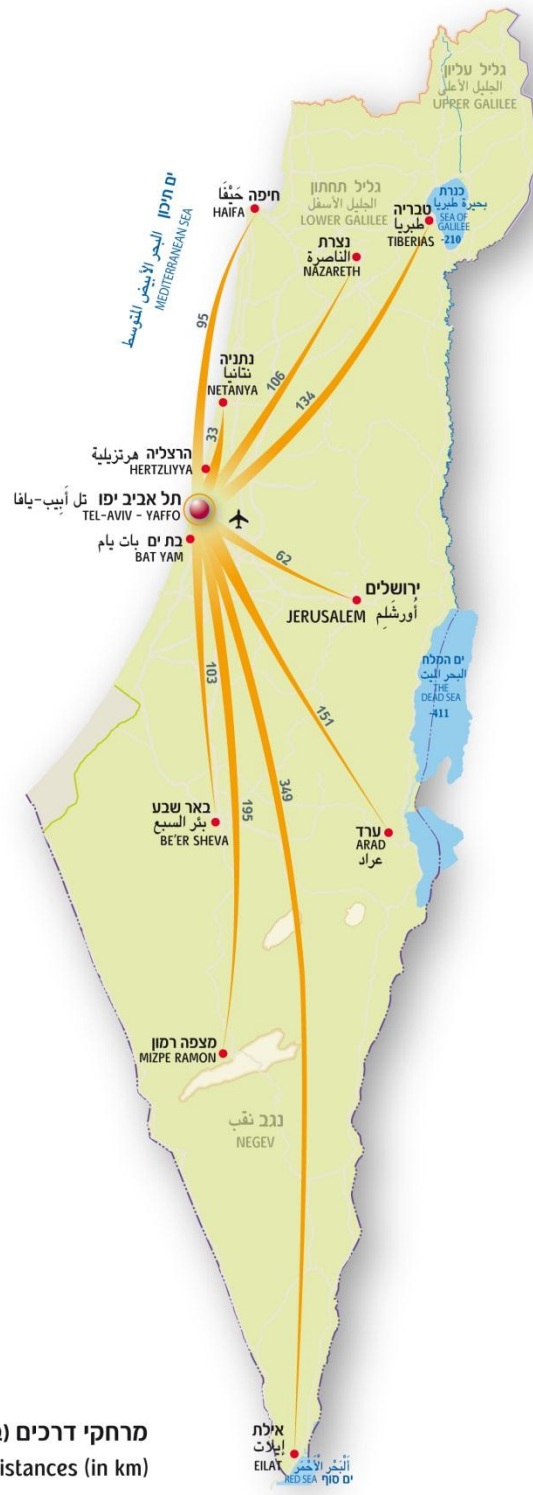 גליל עליון
الجليل الأعلى
UPPER GALILEE
כנרת
بحيرة طبريا
SEA OF
GALILEE
-210
טבריה
طبريا
TIBERIAS
גליל תחתון
الجليل الأسفل
LOWER GALILEE
חיפה حَيْفَا
HAIFA
נצרת
الناصرة
NAZARETH
ים תיכון البحر الأبيض المتوسط
MEDITERRANEAN SEA
95
106
134
נתניה
نتانيا
NETANYA
33
הרצליה هرتزيلية
HERTZLIYYA
תל אביב יפו تل أَبِيب-يافا
TEL-AVIV - YAFFO
בת ים بات يام
BAT YAM
62
ירושלים
JERUSALEM أُورشَلِم
ים המלח
البحر الميت
THE
DEAD SEA
-411
103
151
195
349
באר שבע
بئر السبع
BE'ER SHEVA
ערד
ARAD
عراد
מצפה רמון
MIZPE RAMON
נגב نقب
NEGEV
אילת
إيلات
EILAT
اَلْبَحْر اَلْأَحْمَر
RED SEA ים סוף
מרחקי דרכים
istances (in km)